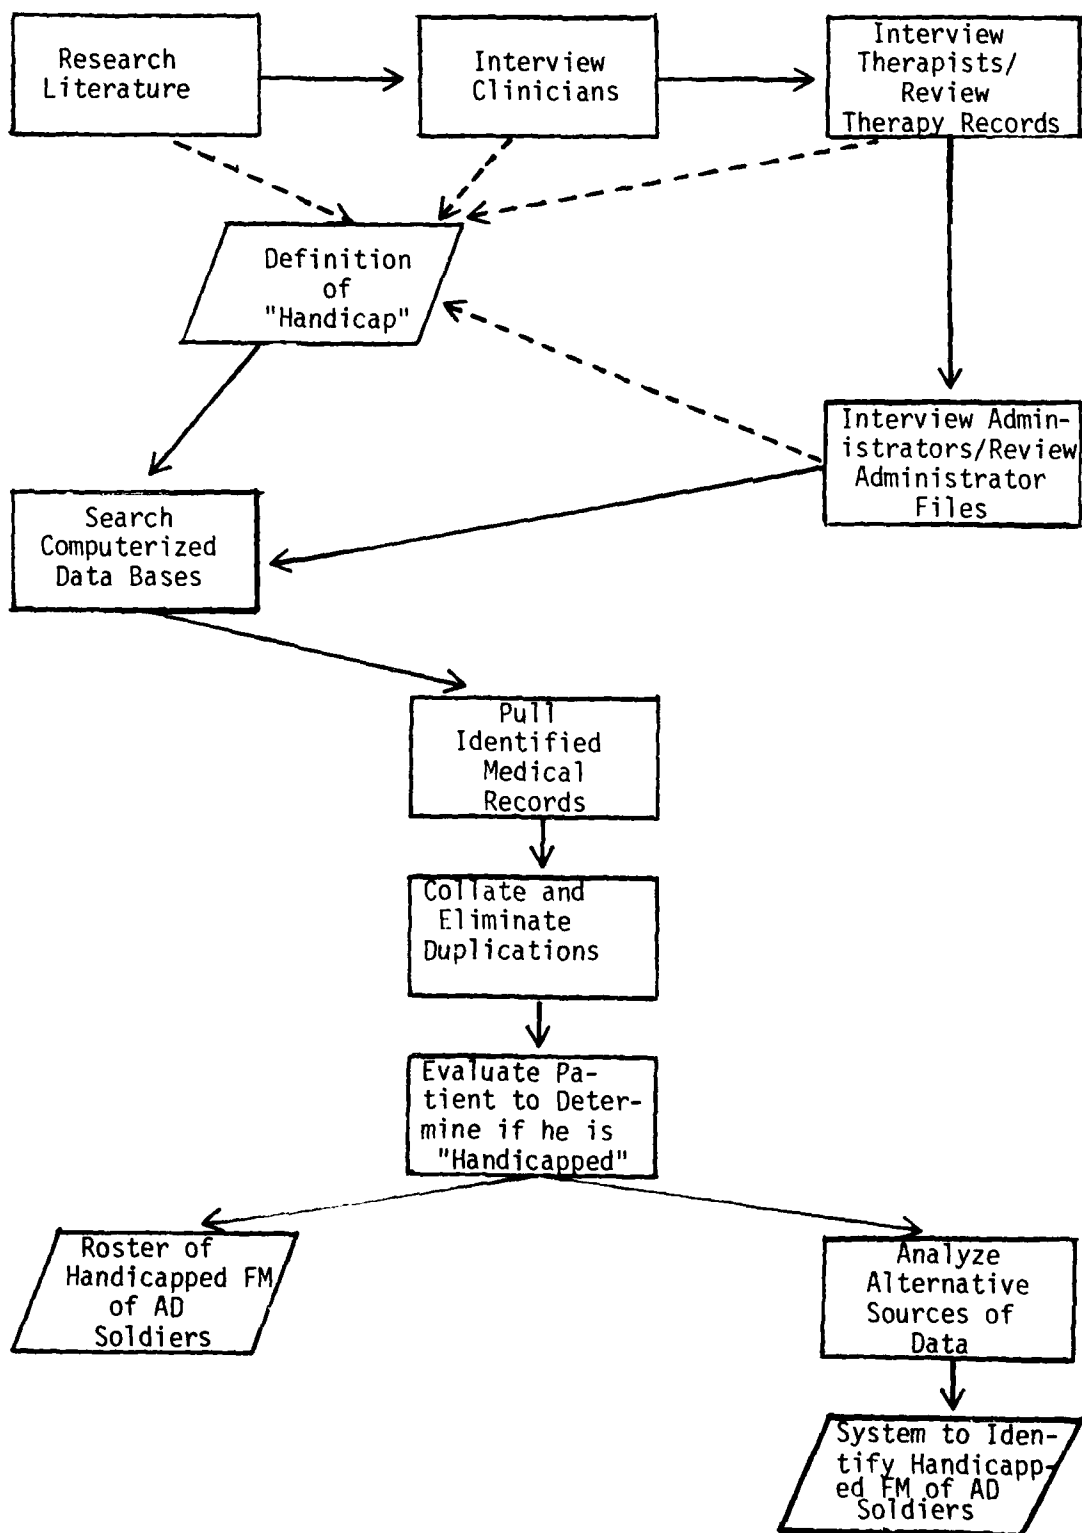 Research
Literature
Interview
Clinicians
Interview
Therapists/
Review
Therapy Records
Definition
of
"Handicap"
Interview Admin-
istrators/Review
Administrator
Files
Search
Computerized
Data Bases
Pull
Identified
Medical
Records
Collate and
Eliminate
Duplications
Evaluate Pa-
tient to Deter-
mine if he is
"Handicapped"
Roster of
Handicapped FM
of AD
Soldiers
Analyze
Alternative
Sources of
Data
System to Iden-
tify Handicapp-
ed FM of AD
Soldiers